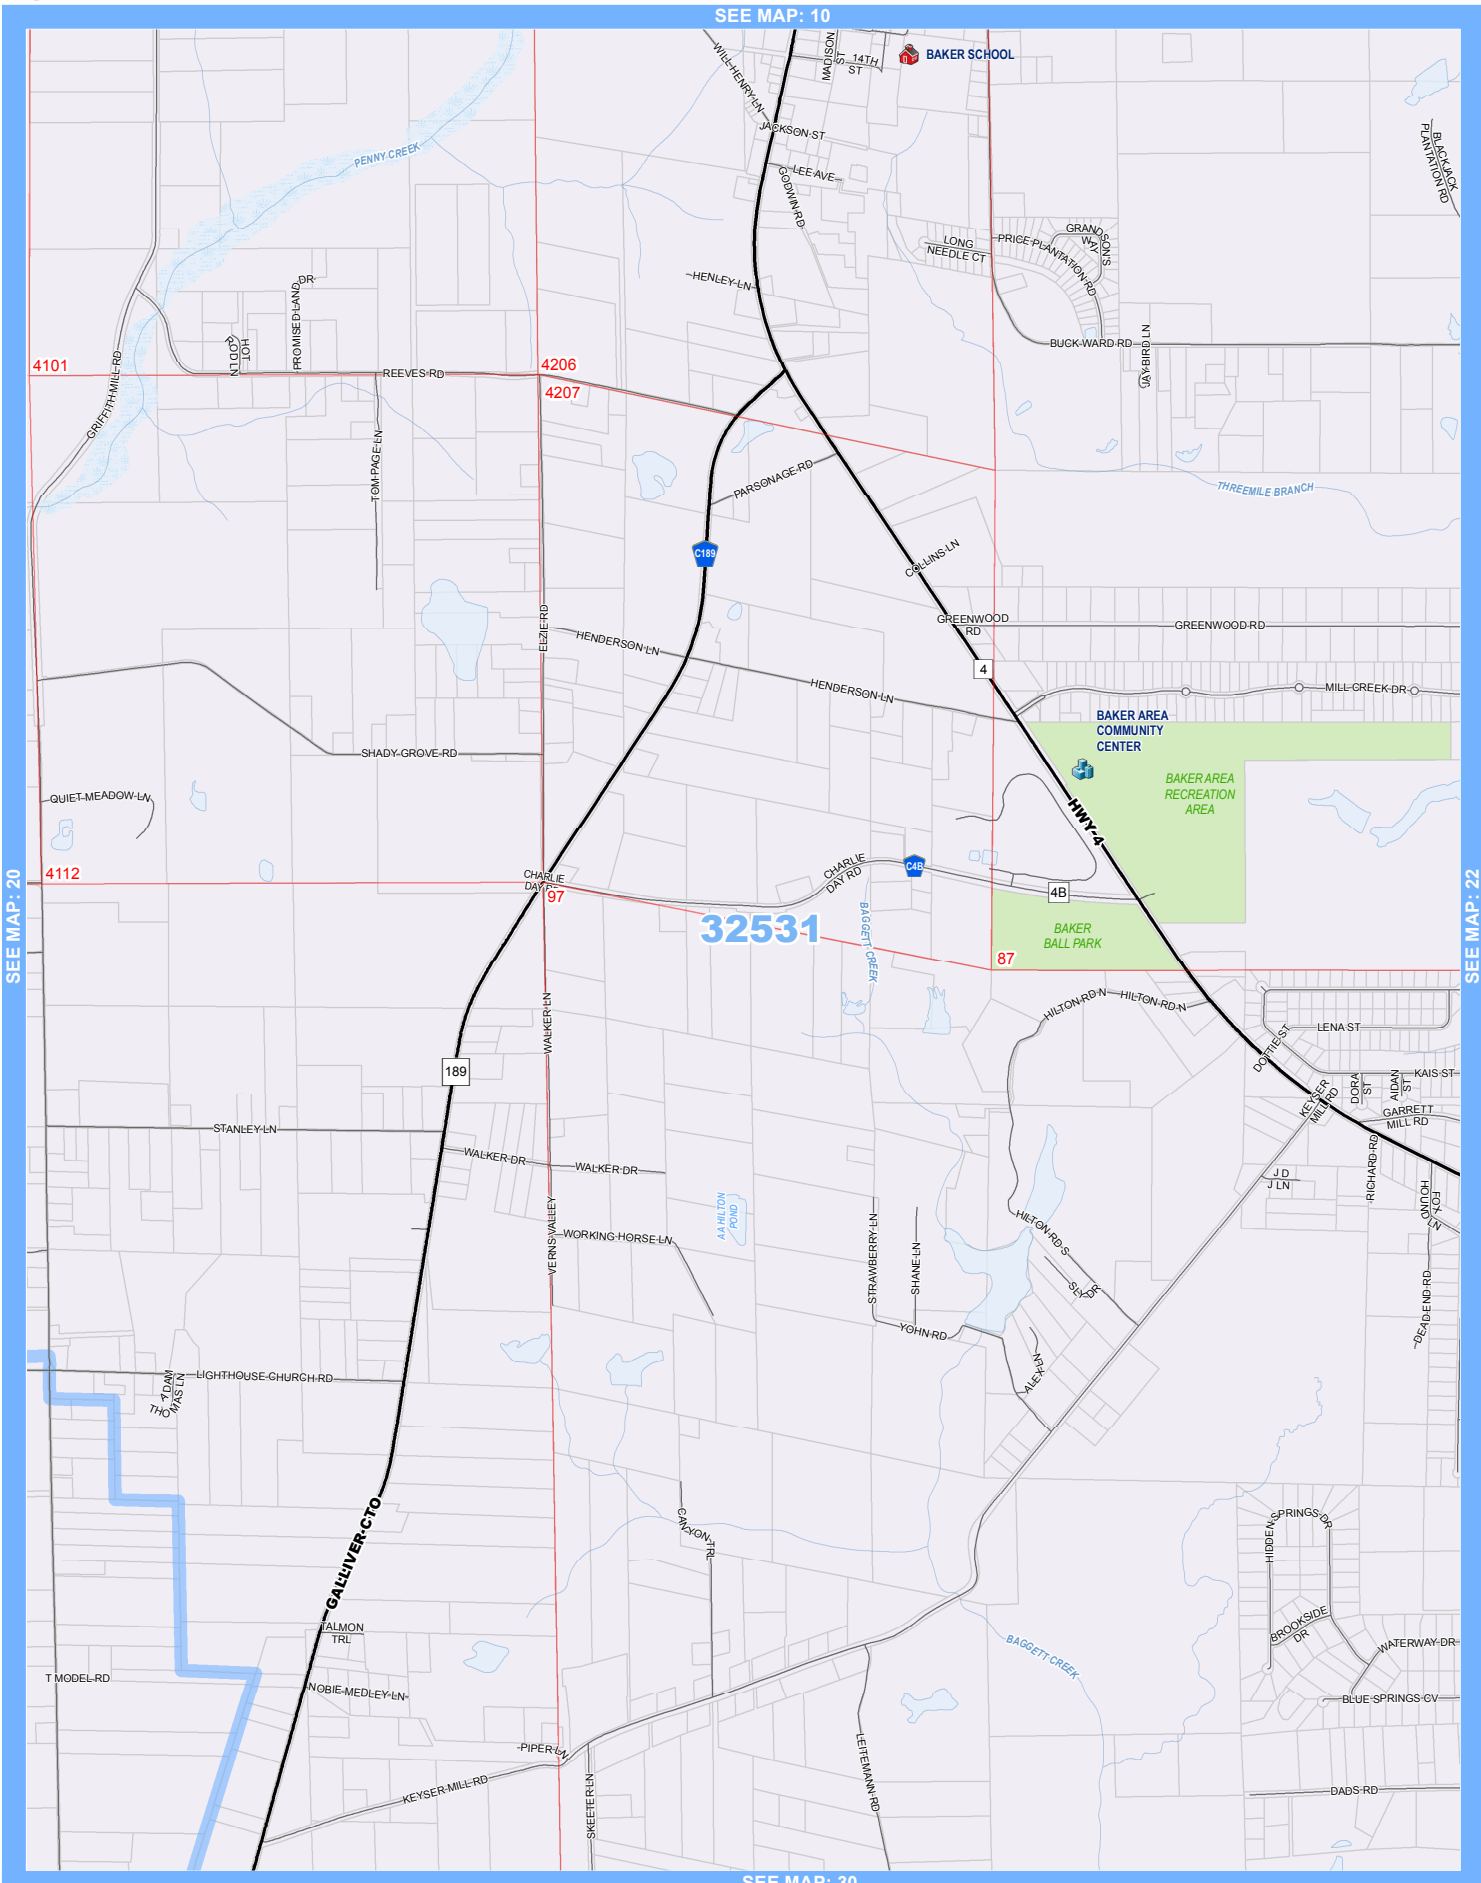 SEE MAP: 10
BAKER SCHOOL
MADISON
ST
14TH
ST
WILL HENRY LN
JACKSON ST
LEE AVE
GODWIN RD
PENNY CREEK
BLACKJACK
PLANTATION RD
LONG
NEEDLE CT
PRICE PLANTATION RD
GRANDSON'S
WAY
HENLEY LN
PROMISED LAND
DR
HOT
ROD LN
BUCK WARD RD
JAY BIRD LN
4101
4206
4207
REEVES RD
GRIFFITH MILL RD
TOM PAGE LN
PARSONAGE RD
THREEMILE BRANCH
C189
COLLINS LN
ELZIE RD
HENDERSON LN
GREENWOOD
RD
GREENWOOD RD
4
HENDERSON LN
MILL CREEK DR
BAKER AREA
COMMUNITY
CENTER
SHADY GROVE RD
BAKER AREA
RECREATION
AREA
QUIET MEADOW LN
HWY 4
SEE MAP: 20
SEE MAP: 22
4112
CHARLIE
DAY RD
97
CHARLIE
DAY RD
C4B
4B
32531
BAGGETT CREEK
BAKER
BALL PARK
87
HILTON RD N
HILTON RD N
WALKER LN
LENA ST
DOTTIE ST
189
KAIS ST
DORA
ST
AIDAN
ST
KEYSER
MILL RD
GARRETT
MILL RD
STANLEY LN
WALKER DR
WALKER DR
J D
J LN
RICHARD RD
FOX
HOUND
LN
VERNS VALLEY
A A HILTON
POND
WORKING HORSE LN
STRAWBERRY LN
SHANE LN
HILTON RD S
SLY DR
YOHN RD
DEAD END RD
ALEX LN
LIGHTHOUSE CHURCH RD
ADAM
THOMAS LN
GALLIVER CTO
CANYON TRL
HIDDEN SPRINGS DR
TALMON
TRL
BROOKSIDE
DR
WATERWAY DR
BAGGETT CREEK
T MODEL RD
NOBIE MEDLEY LN
BLUE SPRINGS CV
PIPER LN
LEITEMANN RD
KEYSER MILL RD
SKEETER LN
DADS RD
SEE MAP: 30